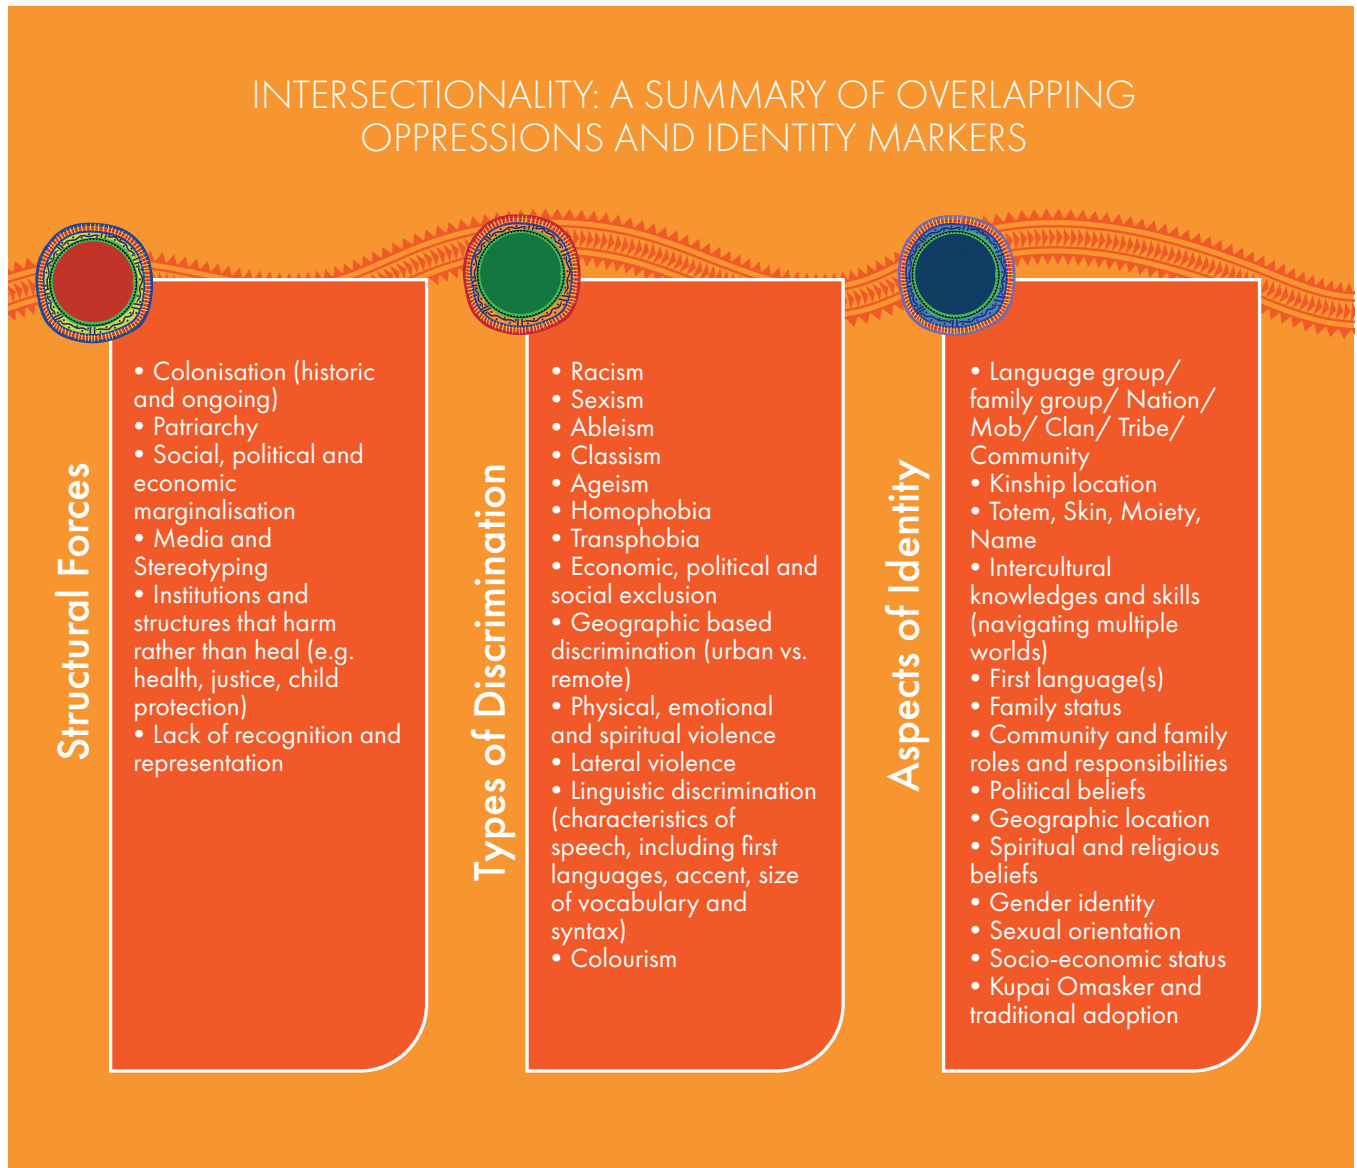 INTERSECTIONALITY: A SUMMARY OF OVERLAPPING
OPPRESSIONS AND IDENTITY MARKERS
Structural Forces
• Colonisation (historic
and ongoing)
• Patriarchy
• Social, political and
economic
marginalisation
• Media and
Stereotyping
• Institutions and
structures that harm
rather than heal (e.g.
health, justice, child
protection)
• Lack of recognition and
representation
Types of Discrimination
• Racism
• Sexism
• Ableism
• Classism
• Ageism
• Homophobia
• Transphobia
• Economic, political and
social exclusion
• Geographic based
discrimination (urban vs.
remote)
• Physical, emotional
and spiritual violence
• Lateral violence
• Linguistic discrimination
(characteristics of
speech, including first
languages, accent, size
of vocabulary and
syntax)
• Colourism
Aspects of Identity
• Language group/
family group/ Nation/
Mob/ Clan/ Tribe/
Community
• Kinship location
• Totem, Skin, Moiety,
Name
• Intercultural
knowledges and skills
(navigating multiple
worlds)
• First language(s)
• Family status
• Community and family
roles and responsibilities
• Political beliefs
• Geographic location
• Spiritual and religious
beliefs
• Gender identity
• Sexual orientation
• Socio-economic status
• Kupai Omasker and
traditional adoption